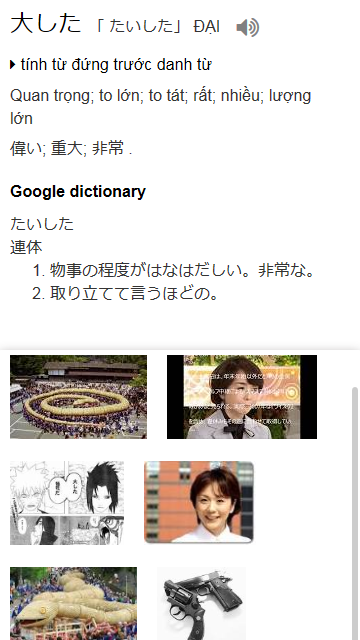 大した 「 たいした」 ĐẠI
tính từ đứng trước danh từ
Quan trọng; to lớn; to tát; rất; nhiều; lượng
lớn
偉い; 重大; 非常 .
Google dictionary
たいした
連体
1. 物事の程度がはなはだしい。非常な。
2. 取り立てて言うほどの。